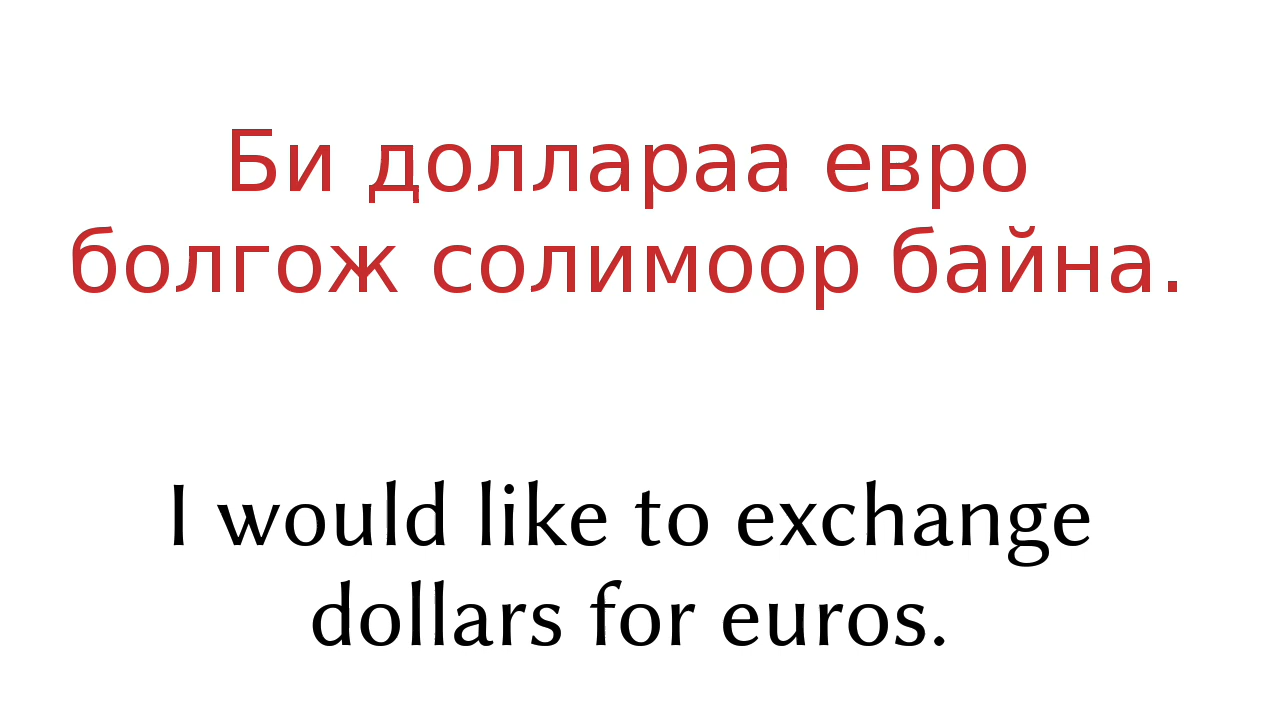 Би доллараа евро
болгож солимоор байна.
I would like to exchange
dollars for euros.